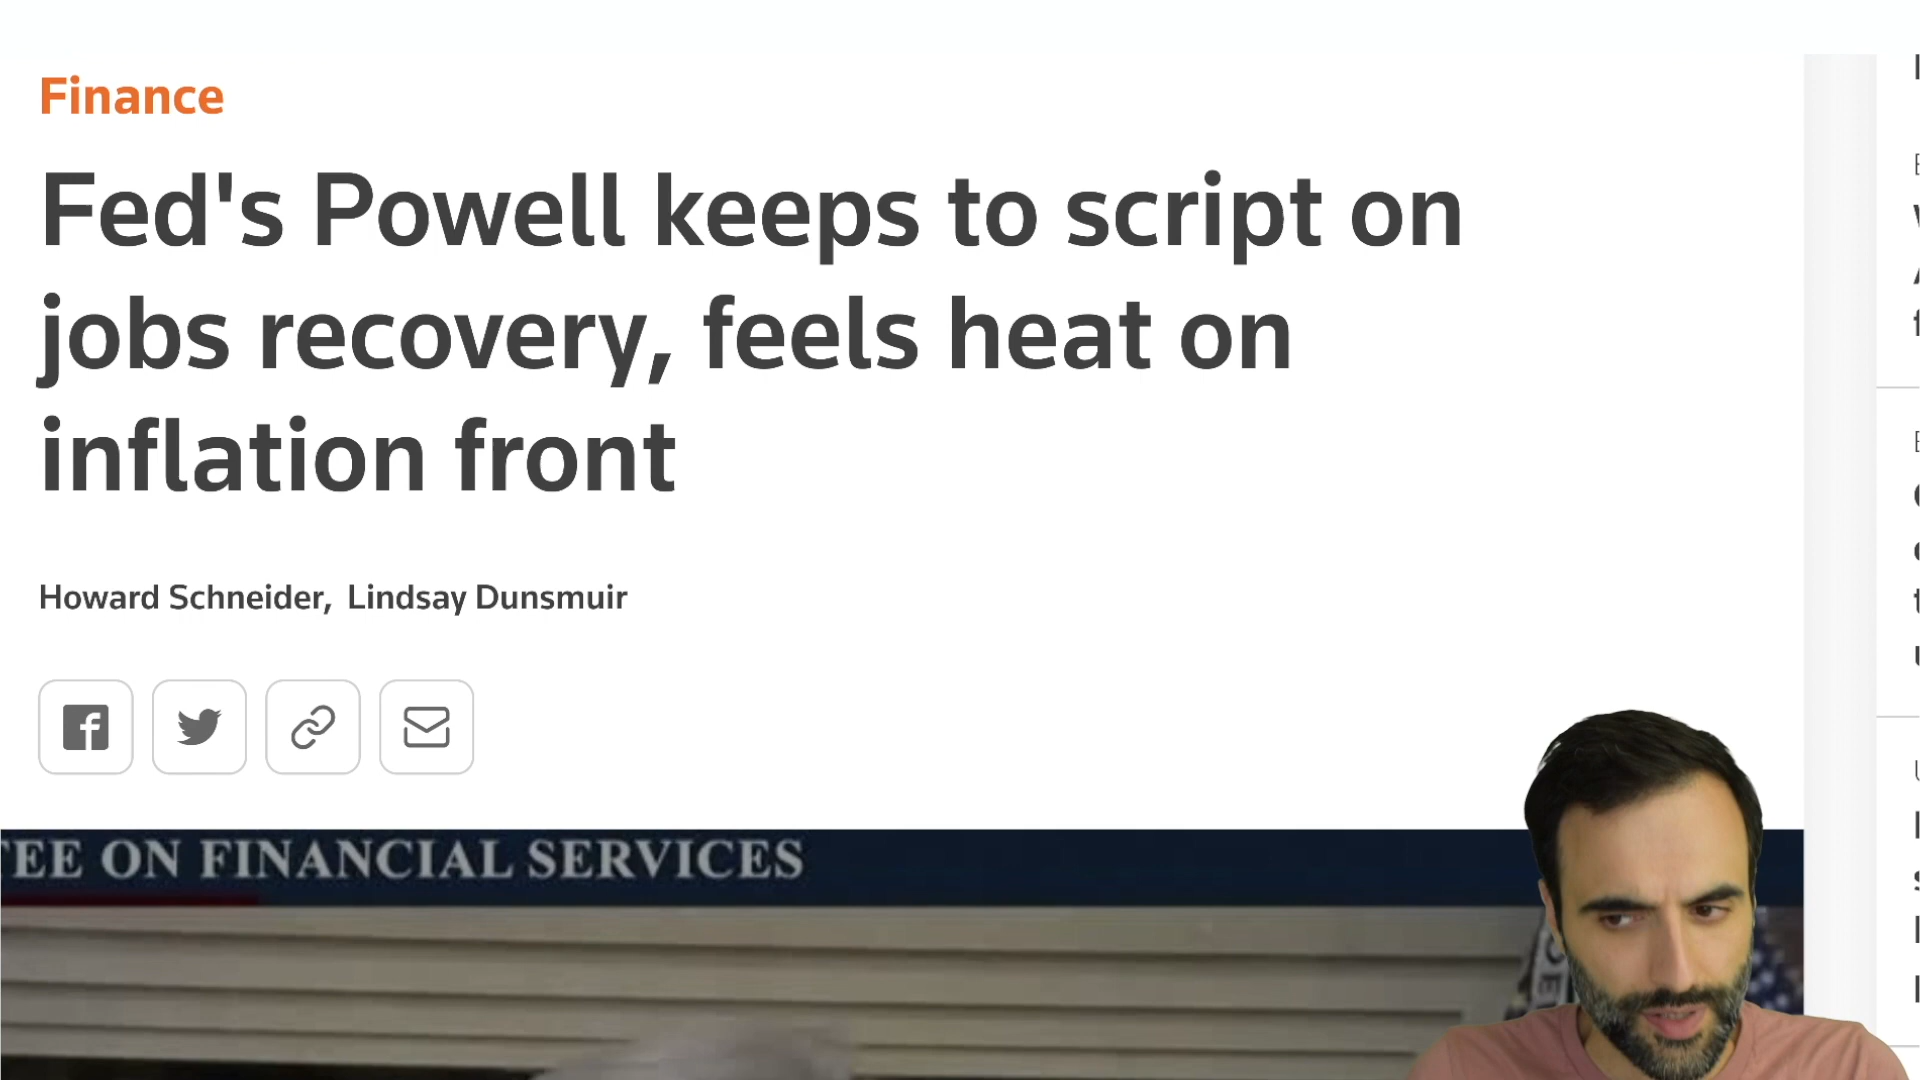 Finance
Fed's Powell keeps to script on
jobs recovery, feels heat on
inflation front
Howard Schneider, Lindsay Dunsmuir
ON FINANCIAL SERVICES